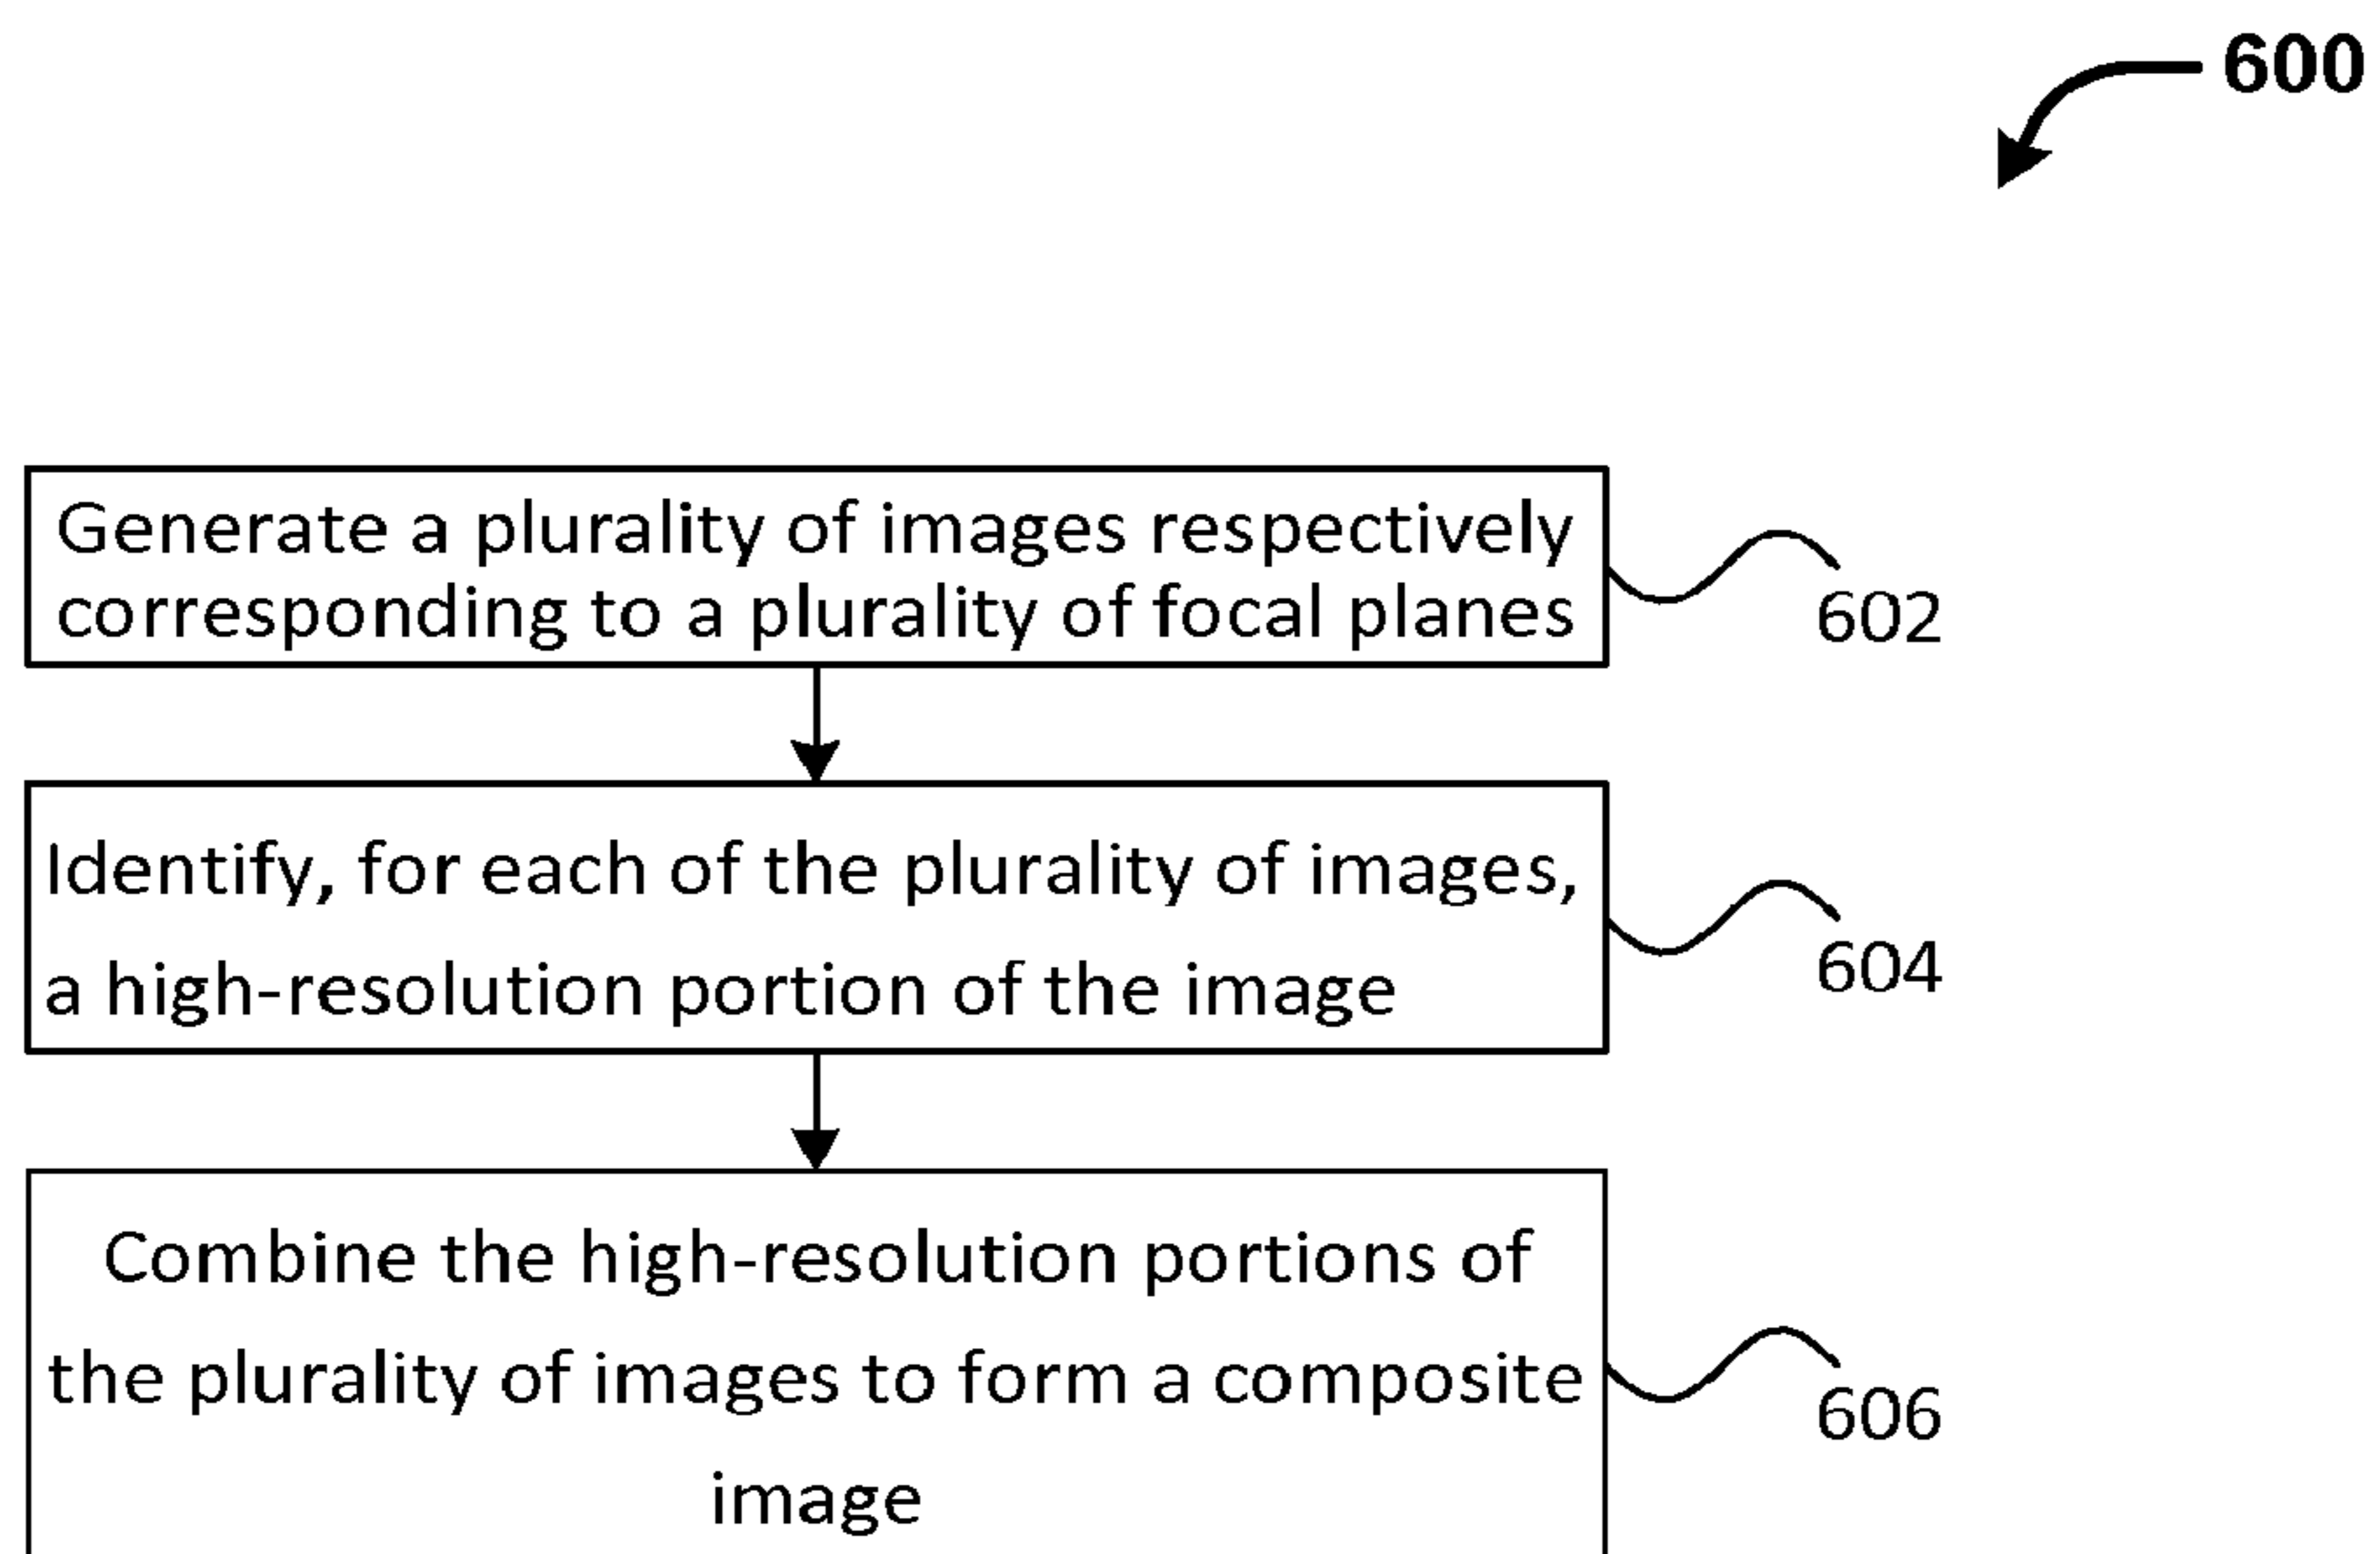 600
Generate a plurality of images respectively
corresponding to a plurality of focal planes
602
Identify, for each of the plurality of images,
a high-resolution portion of the image
604
Combine the high-resolution portions of
the plurality of images to form a composite
image
606